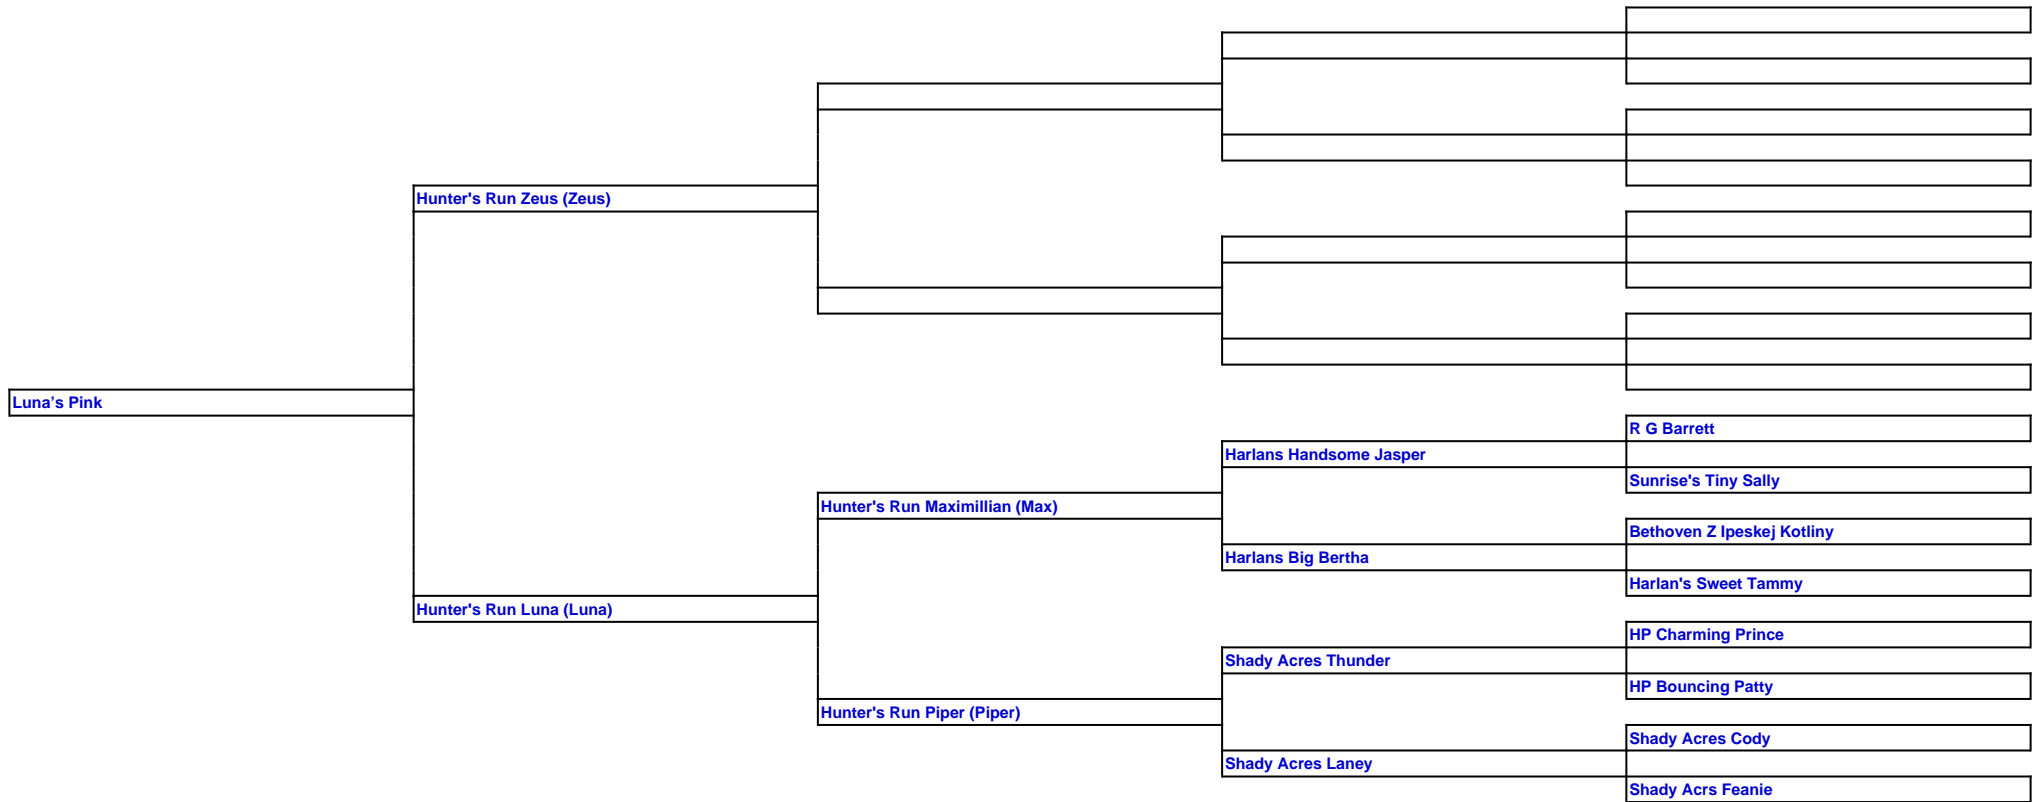 Hunter's Run Zeus (Zeus)
Luna’s Pink
R G Barrett
Harlans Handsome Jasper
Sunrise's Tiny Sally
Hunter's Run Maximillian (Max)
Bethoven Z Ipeskej Kotliny
Harlans Big Bertha
Harlan's Sweet Tammy
Hunter's Run Luna (Luna)
HP Charming Prince
Shady Acres Thunder
HP Bouncing Patty
Hunter's Run Piper (Piper)
Shady Acres Cody
Shady Acres Laney
Shady Acrs Feanie